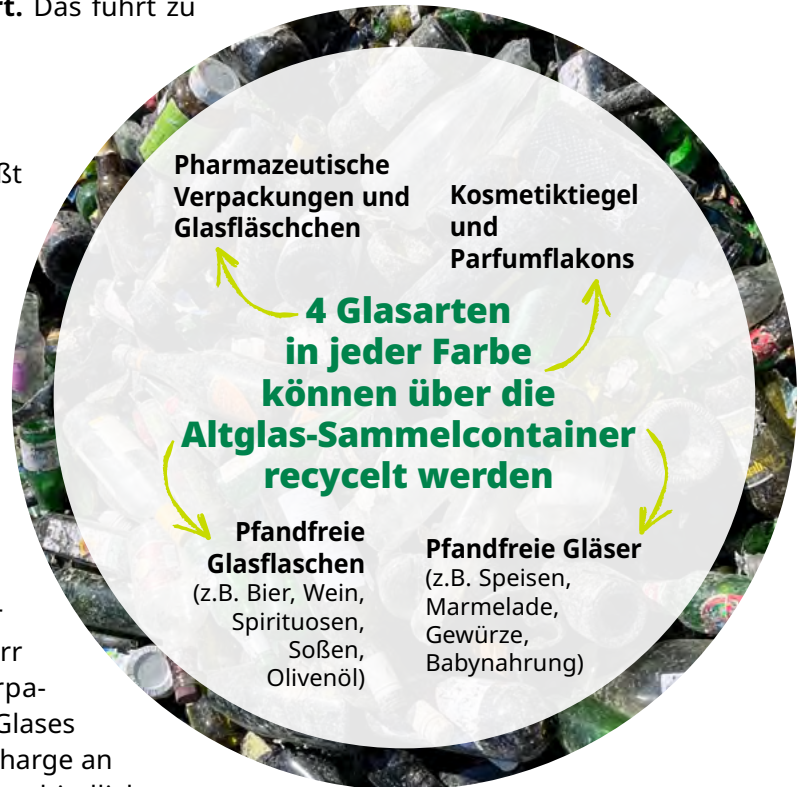 rt. Das führt zu
ßt
Pharmazeutische
Verpackungen und
Glasfläschchen
Kosmetiktiegel
und
Parfumflakons
4 Glasarten
in jeder Farbe
können über die
Altglas-Sammelcontainer
recycelt werden
Pfandfreie
Glasflaschen
(z.B. Bier, Wein,
Spirituosen,
Soßen,
Olivenöl)
Pfandfreie Gläser
(z.B. Speisen,
Marmelade,
Gewürze,
Babynahrung)
rr
rpa-
Glases
harge an